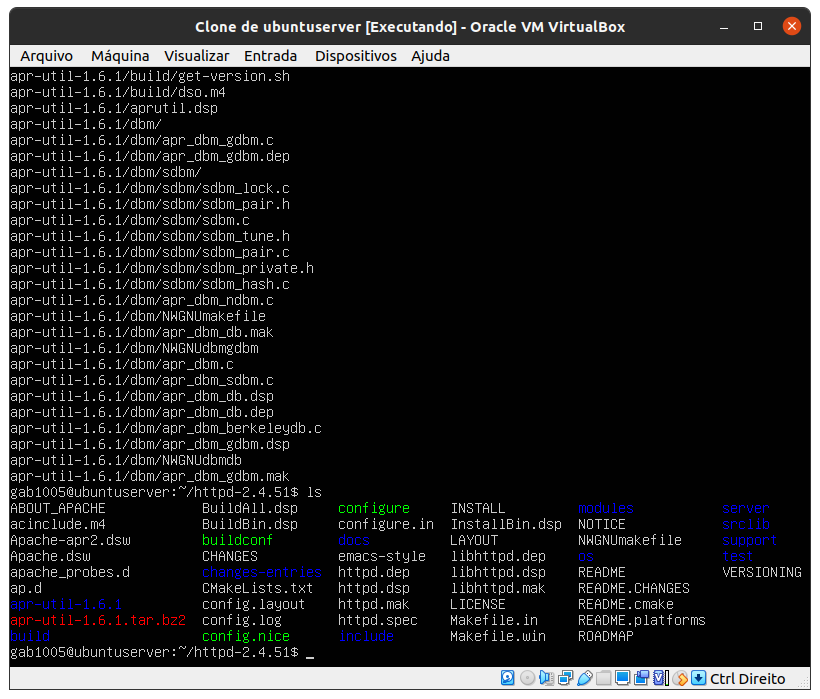 Clone de ubuntuserver [Executando] - Oracle VM VirtualBox
Arquivo Máquina Visualizar Entrada Dispositivos Ajuda
apr-util-1.6.1/build/get-version.sh
apr-util-1.6.1/build/dso.m4
apr-util-1.6.1/aprutil.dsp
apr-util-1.6.1/dbm/
apr-util-1.6.1/dbm/apr_dbm_gdbm.c
apr-util-1.6.1/dbm/apr_dbm_gdbm.dep
apr-util-1.6.1/dbm/sdbm/
apr-util-1.6.1/dbm/sdbm/sdbm_lock.c
apr-util-1.6.1/dbm/sdbm/sdbm_pair.h
apr-util-1.6.1/dbm/sdbm/sdbm.c
apr-util-1.6.1/dbm/sdbm/sdbm_tune.h
apr-util-1.6.1/dbm/sdbm/sdbm_pair.c
apr-util-1.6.1/dbm/sdbm/sdbm_private.h
apr-util-1.6.1/dbm/sdbm/sdbm_hash.c
apr-util-1.6.1/dbm/apr_dbm_ndbm.c
apr-util-1.6.1/dbm/NWGNUmakefile
apr-util-1.6.1/dbm/apr_dbm_db.mak
apr-util-1.6.1/dbm/NWGNUdbmgdbm
apr-util-1.6.1/dbm/apr_dbm.c
apr-util-1.6.1/dbm/apr_dbm_sdbm.c
apr-util-1.6.1/dbm/apr_dbm_db.dsp
apr-util-1.6.1/dbm/apr_dbm_db.dep
apr-util-1.6.1/dbm/apr_dbm_berkeleydb.c
apr-util-1.6.1/dbm/apr_dbm_gdbm.dsp
apr-util-1.6.1/dbm/NWGNUdbmdb
apr-util-1.6.1/dbm/apr_dbm_gdbm.mak
gab1005@ubuntuserver:~/httpd-2.4.51$ ls
ABOUT_APACHE BuildAll.dsp configure INSTALL modules server
acinclude.m4 BuildBin.dsp configure.in InstallBin.dsp NOTICE srclib
Apache-apr2.dsw buildconf docs LAYOUT NWGNUmakefile support
Apache.dsw CHANGES emacs-style libhttpd.dep os test
apache_probes.d changes-entries httpd.dep libhttpd.dsp README VERSIONING
ap.d CMakeLists.txt httpd.dsp libhttpd.mak README.CHANGES
apr-util-1.6.1 config.layout httpd.mak LICENSE README.cmake
apr-util-1.6.1.tar.bz2 config.log httpd.spec Makefile.in README.platforms
build config.nice include Makefile.win ROADMAP
gab1005@ubuntuserver:~/httpd-2.4.51$ _
Ctrl Direito